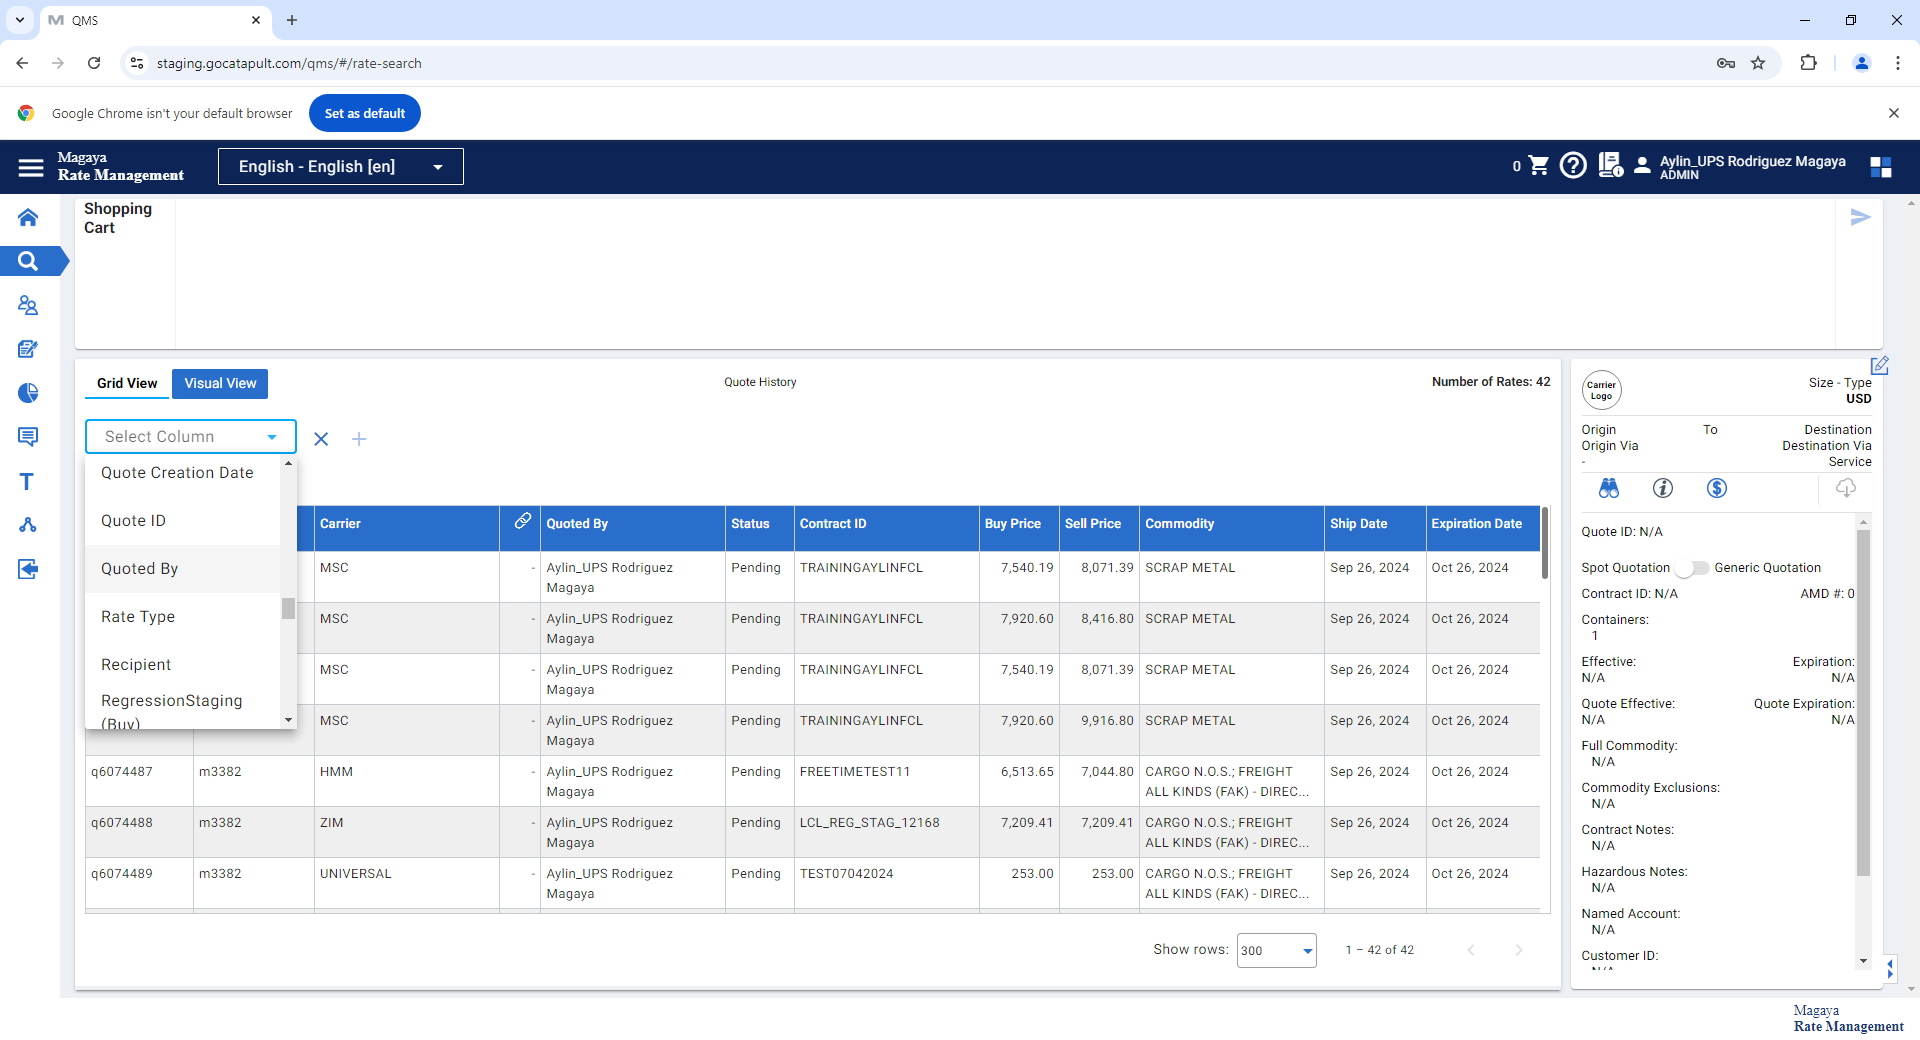 QMS
staging.gocatapult.com/qms/#/rate-search
Google Chrome isn't your default browser
Set as default
Magaya
Rate Management
English - English [en]
0
Aylin_UPS Rodriguez Magaya
ADMIN
Shopping
Cart
Grid View
Visual View
Quote History
Number of Rates: 42
Select Column
Quote Creation Date
Quote ID
Quoted By
Rate Type
Recipient
RegressionStaging
(Buy)
Carrier Quoted By Status Contract ID Buy Price Sell Price Commodity Ship Date Expiration Date
MSC - Aylin_UPS Rodriguez Magaya Pending TRAININGAYLINFCL 7,540.19 8,071.39 SCRAP METAL Sep 26, 2024 Oct 26, 2024
MSC - Aylin_UPS Rodriguez Magaya Pending TRAININGAYLINFCL 7,920.60 8,416.80 SCRAP METAL Sep 26, 2024 Oct 26, 2024
MSC - Aylin_UPS Rodriguez Magaya Pending TRAININGAYLINFCL 7,540.19 8,071.39 SCRAP METAL Sep 26, 2024 Oct 26, 2024
MSC - Aylin_UPS Rodriguez Magaya Pending TRAININGAYLINFCL 7,920.60 9,916.80 SCRAP METAL Sep 26, 2024 Oct 26, 2024
q6074487 m3382 HMM - Aylin_UPS Rodriguez Magaya Pending FREETIMETEST11 6,513.65 7,044.80 CARGO N.O.S.; FREIGHT ALL KINDS (FAK) - DIREC... Sep 26, 2024 Oct 26, 2024
q6074488 m3382 ZIM - Aylin_UPS Rodriguez Magaya Pending LCL_REG_STAG_12168 7,209.41 7,209.41 CARGO N.O.S.; FREIGHT ALL KINDS (FAK) - DIREC... Sep 26, 2024 Oct 26, 2024
q6074489 m3382 UNIVERSAL - Aylin_UPS Rodriguez Magaya Pending TEST07042024 253.00 253.00 CARGO N.O.S.; FREIGHT ALL KINDS (FAK) - DIREC... Sep 26, 2024 Oct 26, 2024
Show rows: 300 1 – 42 of 42
Carrier
Logo
Size - Type
USD
Origin To Destination
Origin Via Destination Via
- Service
Quote ID: N/A
Spot Quotation Generic Quotation
Contract ID: N/A AMD #: 0
Containers:
1
Effective: Expiration:
N/A N/A
Quote Effective: Quote Expiration:
N/A N/A
Full Commodity:
N/A
Commodity Exclusions:
N/A
Contract Notes:
N/A
Hazardous Notes:
N/A
Named Account:
N/A
Customer ID:
N/A
Magaya
Rate Management